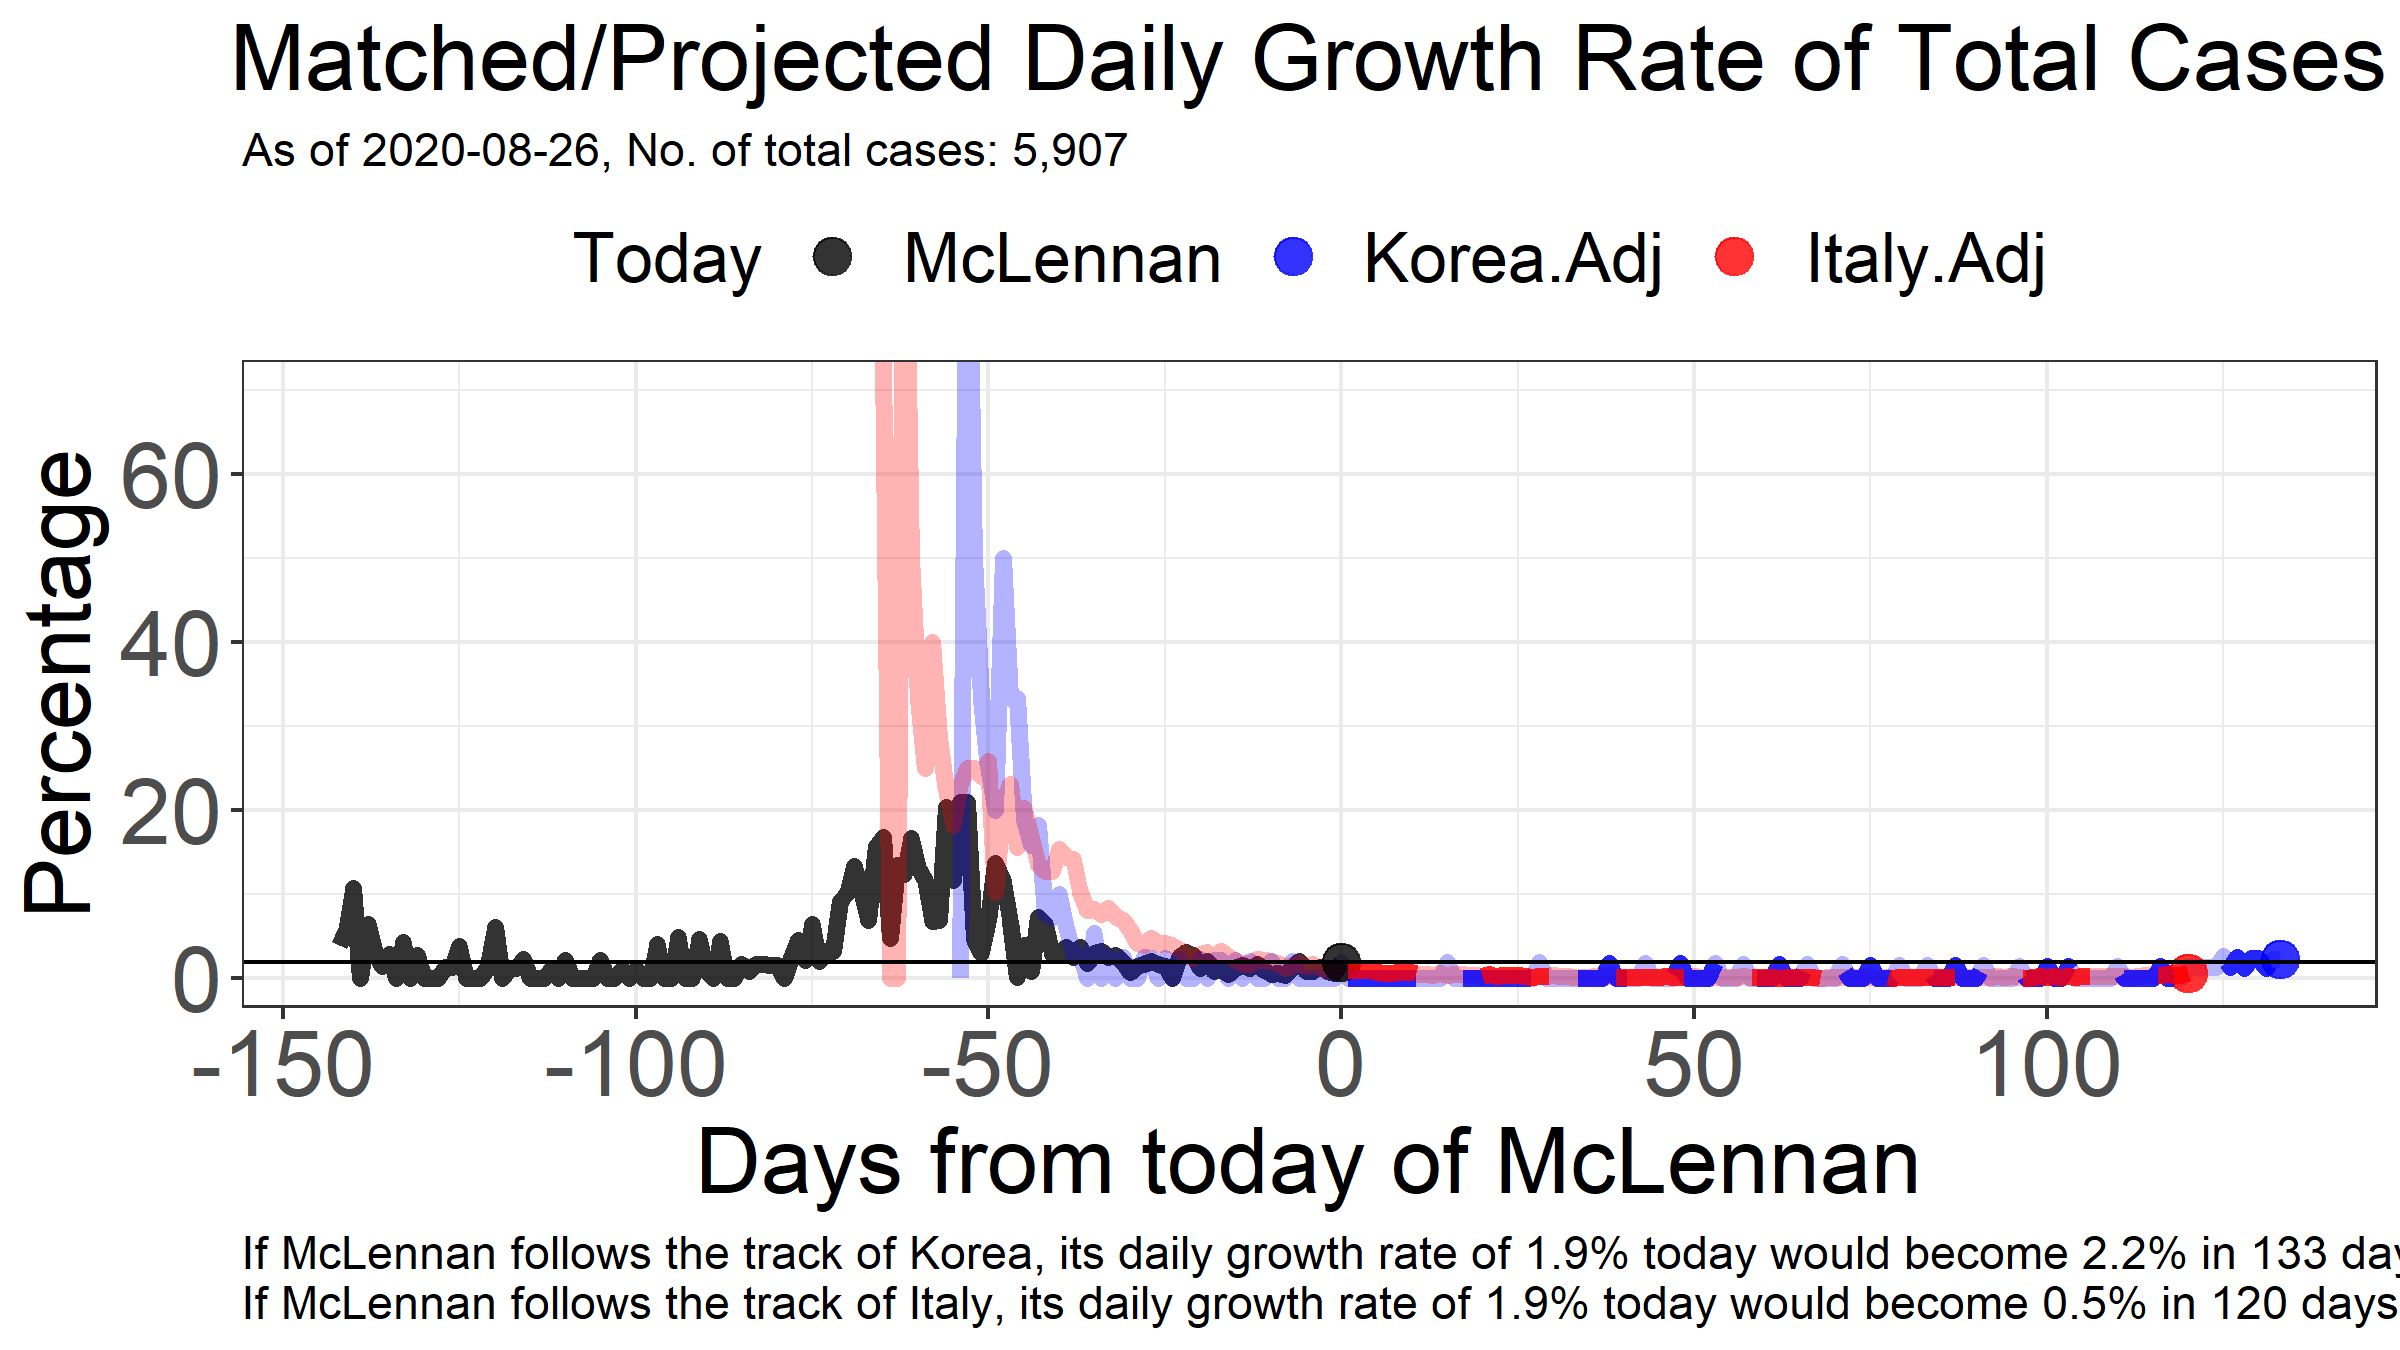 Matched/Projected Daily Growth Rate of Total Cases
As of 2020-08-26, No. of total cases: 5,907
Today McLennan Korea.Adj Italy.Adj
Percentage
60
40
20
0
-150 -100 -50 0 50 100
Days from today of McLennan
If McLennan follows the track of Korea, its daily growth rate of 1.9% today would become 2.2% in 133
If McLennan follows the track of Italy, its daily growth rate of 1.9% today would become 0.5% in 120 days